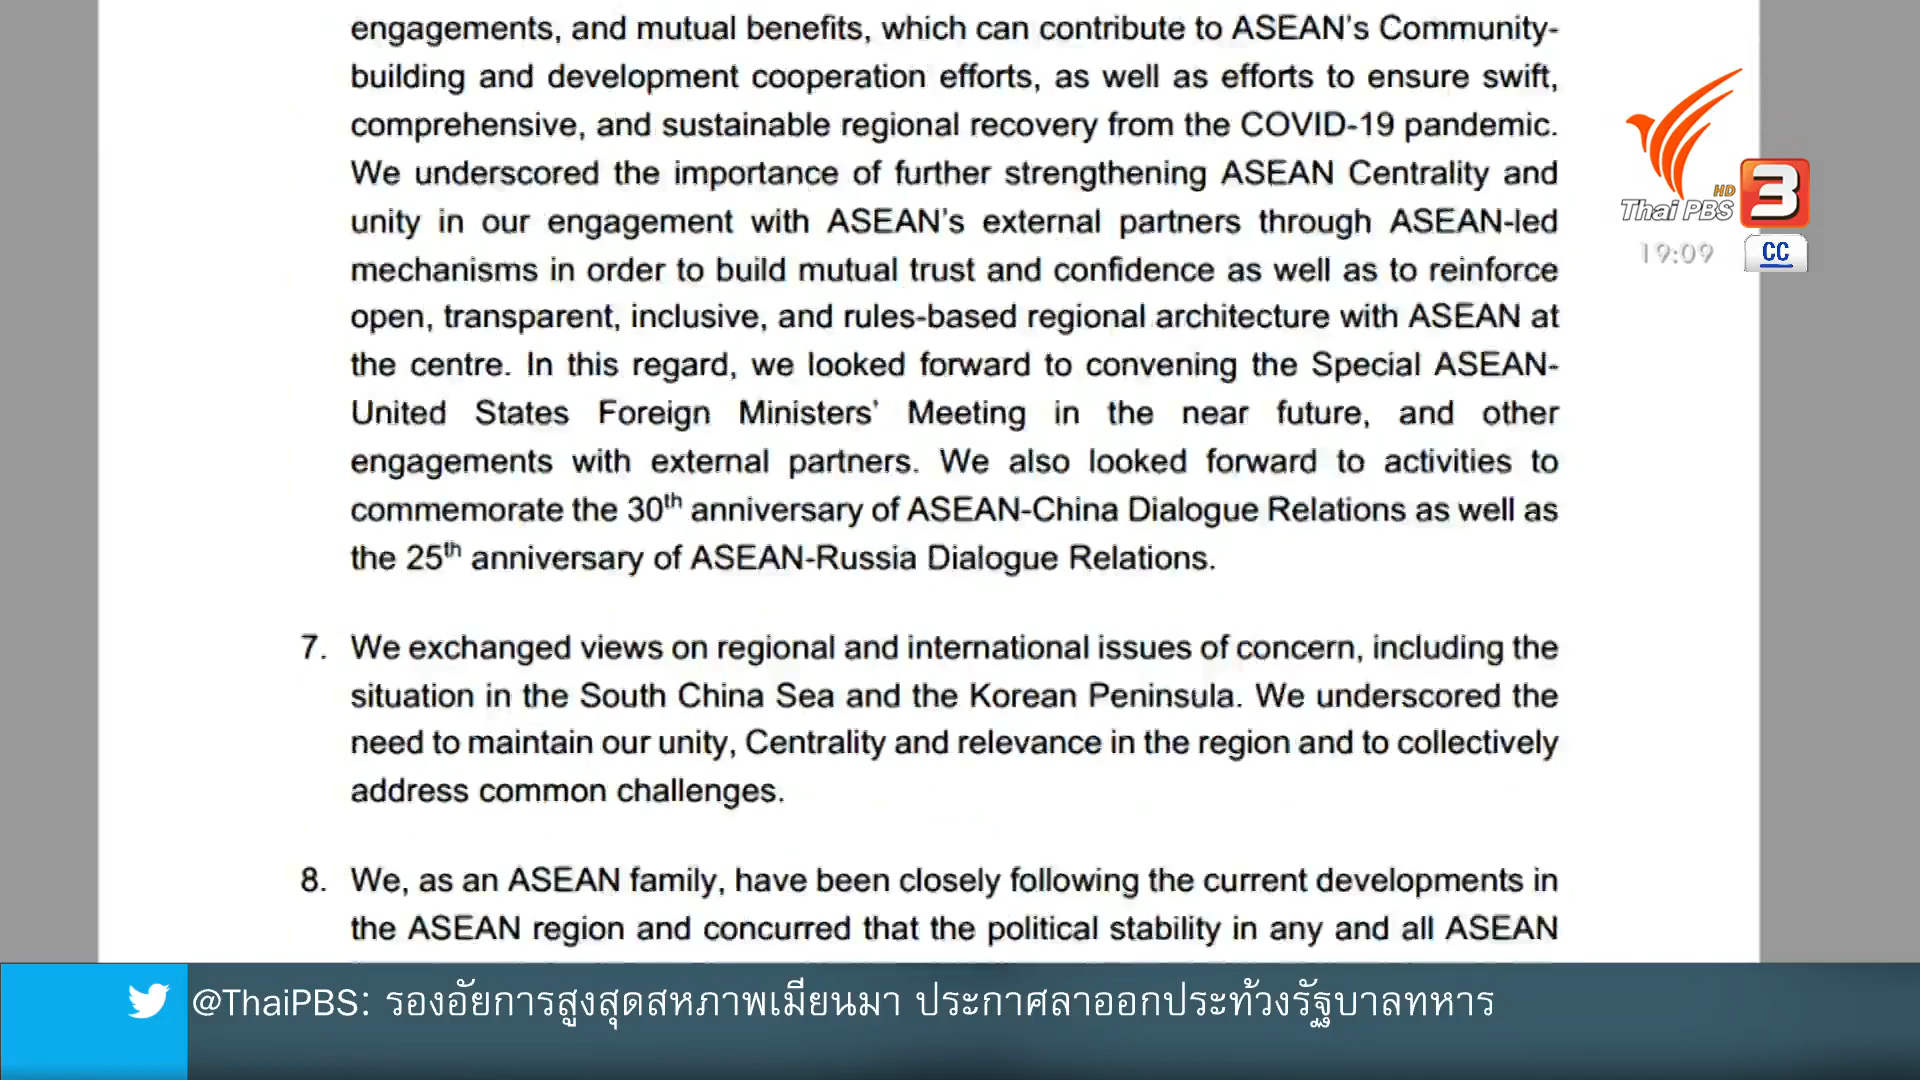 engagements, and mutual benefits, which can contribute to ASEAN's Community-
building and development cooperation efforts, as well as efforts to ensure swift,
comprehensive, and sustainable regional recovery from the COVID-19 pandemic.
We underscored the importance of further strengthening ASEAN Centrality and
unity in our engagement with ASEAN's external partners through ASEAN-led
mechanisms in order to build mutual trust and confidence as well as to reinforce
open, transparent, inclusive, and rules-based regional architecture with ASEAN at
the centre. In this regard, we looked forward to convening the Special ASEAN-
United States Foreign Ministers' Meeting in the near future, and other
engagements with external partners. We also looked forward to activities to
commemorate the 30th anniversary of ASEAN-China Dialogue Relations as well as
the 25th anniversary of ASEAN-Russia Dialogue Relations.
7. We exchanged views on regional and international issues of concern, including the
situation in the South China Sea and the Korean Peninsula. We underscored the
need to maintain our unity, Centrality and relevance in the region and to collectively
address common challenges.
8. We, as an ASEAN family, have been closely following the current developments in
the ASEAN region and concurred that the political stability in any and all ASEAN
HD
Thai PBS 3
19:09 CC
@ThaiPBS: รองอัยการสูงสุดสหภาพเมียนมา ประกาศลาออกประท้วงรัฐบาลทหาร